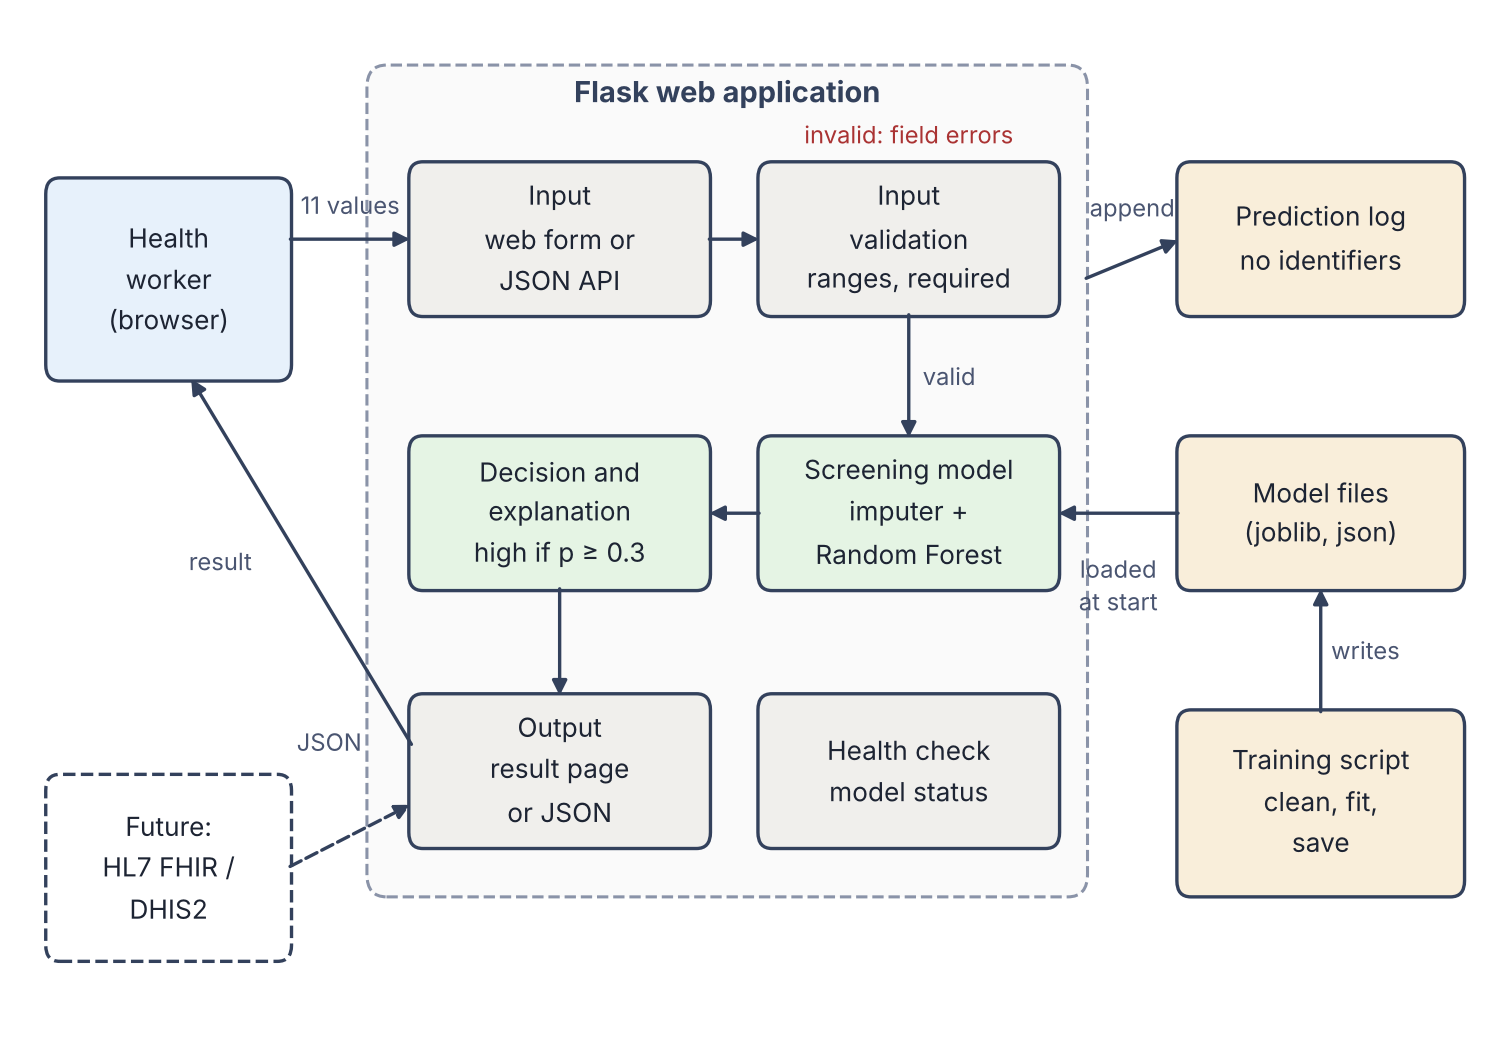 Flask web application
invalid: field errors
Health
worker
(browser)
11 values
Input
web form or
JSON API
Input
validation
ranges, required
append
Prediction log
no identifiers
valid
Decision and
explanation
high if p ≥ 0.3
Screening model
imputer +
Random Forest
loaded
at start
Model files
(joblib, json)
result
writes
JSON
Output
result page
or JSON
Health check
model status
Training script
clean, fit,
save
Future:
HL7 FHIR /
DHIS2